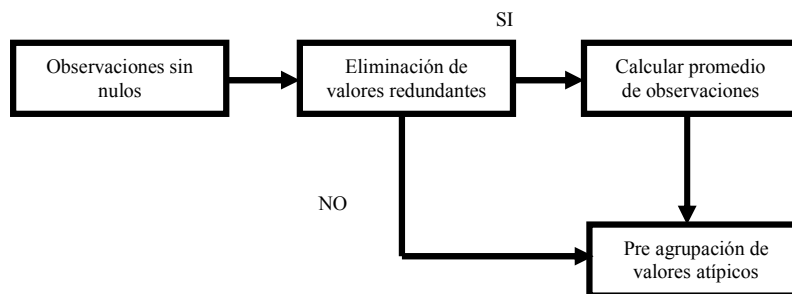 SI
Observaciones sin
nulos
Eliminación de
valores redundantes
Calcular promedio
de observaciones
NO
Pre agrupación de
valores atípicos